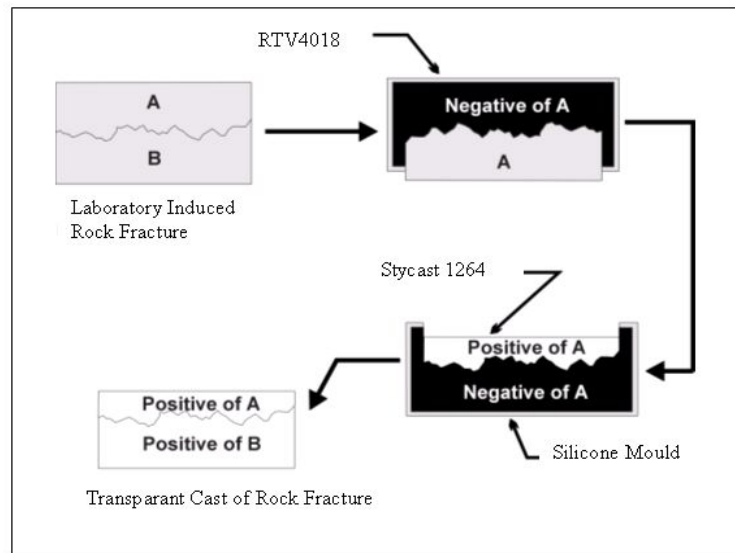 RTV4018
A
B
Laboratory Induced
Rock Fracture
Negative of A
A
Stycast 1264
Positive of A
Negative of A
Silicone Mould
Positive of A
Positive of B
Transparant Cast of Rock Fracture